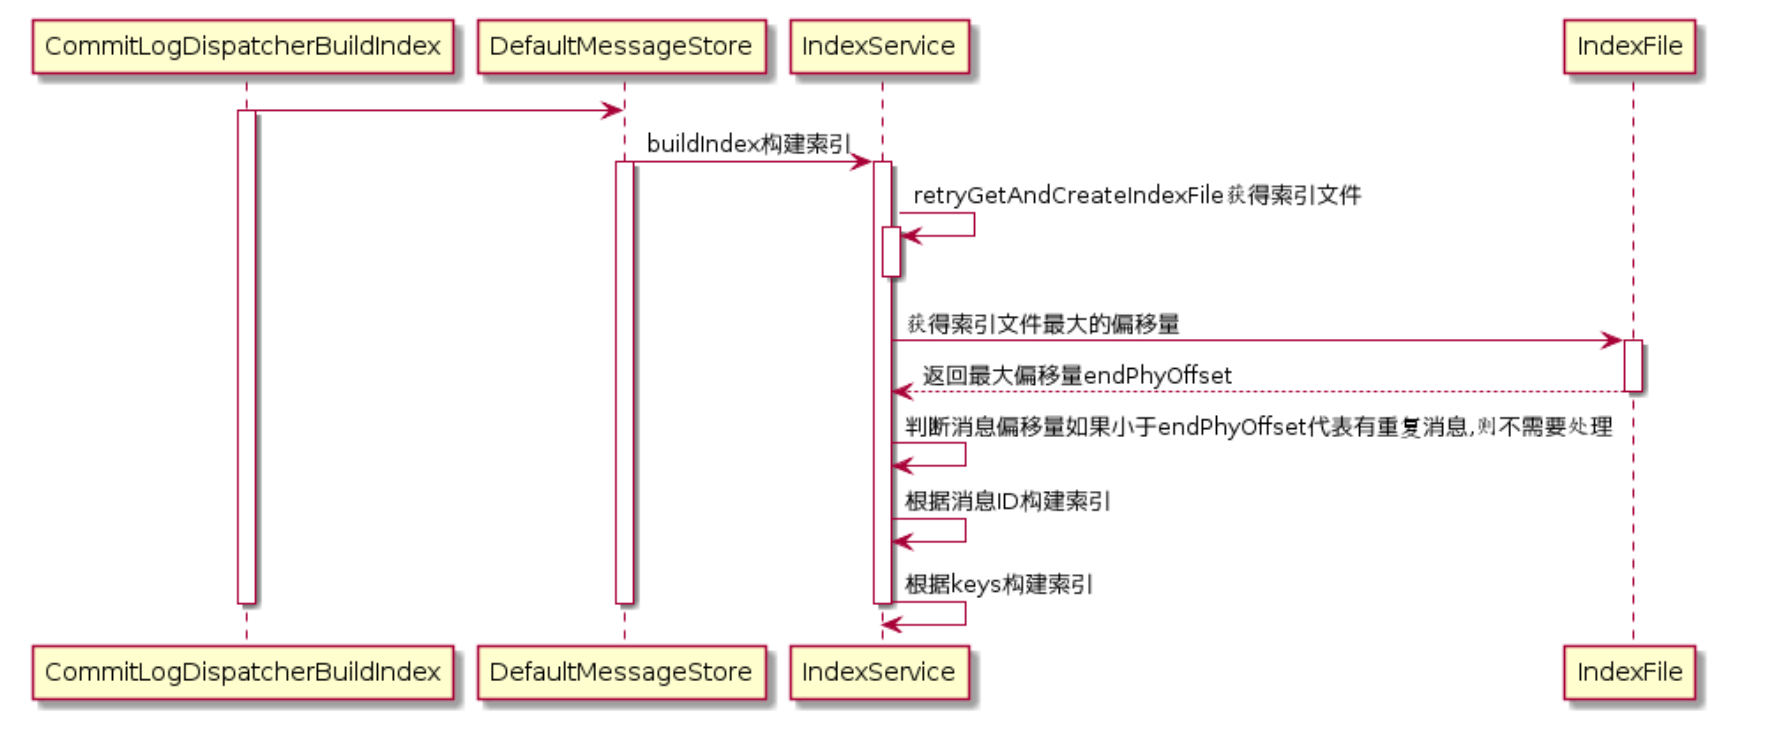 CommitLogDispatcherBuildIndex
DefaultMessageStore
IndexService
IndexFile
buildIndex构建索引
retryGetAndCreateIndexFile获得索引文件
获得索引文件最大的偏移量
返回最大偏移量endPhyOffset
判断消息偏移量如果小于endPhyOffset代表有重复消息,则不需要处理
根据消息ID构建索引
根据keys构建索引
CommitLogDispatcherBuildIndex
DefaultMessageStore
IndexService
IndexFile